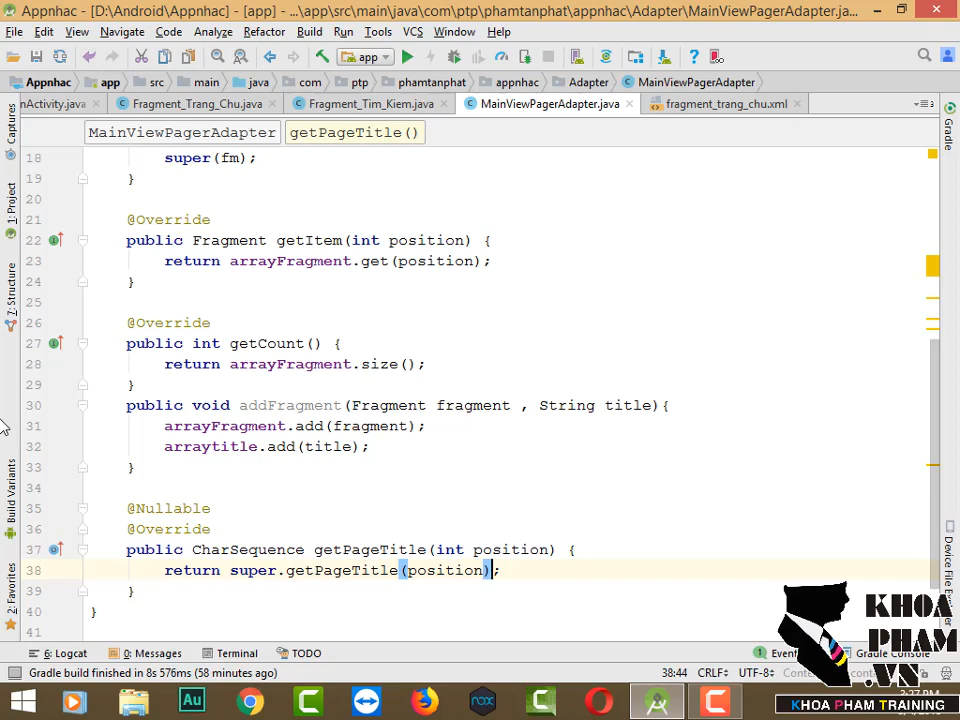 Appnhac - [D:\Android\Appnhac] - [app] - ...\app\src\main\java\com\ptp\phamtanphat\appnhac\Adapter\MainViewPagerAdapter.ja...
File Edit View Navigate Code Analyze Refactor Build Run Tools VCS Window Help
app
Appnhac app src main java com ptp phamtanphat appnhac Adapter MainViewPagerAdapter
nActivity.java Fragment_Trang_Chu.java Fragment_Tim_Kiem.java MainViewPagerAdapter.java fragment_trang_chu.xml
MainViewPagerAdapter getPageTitle()
18 super(fm);
19 }
20
21 @Override
22 public Fragment getItem(int position) {
23 return arrayFragment.get(position);
24 }
25
26 @Override
27 public int getCount() {
28 return arrayFragment.size();
29 }
30 public void addFragment(Fragment fragment , String title){
31 arrayFragment.add(fragment);
32 arraytitle.add(title);
33 }
34
35 @Nullable
36 @Override
37 public CharSequence getPageTitle(int position) {
38 return super.getPageTitle(position);
39 }
40 }
41
Captures
1: Project
7: Structure
Build Variants
2: Favorites
Gradle
Device File
6: Logcat 0: Messages Terminal TODO
1 Event
Gradle Console
Gradle build finished in 8s 576ms (58 minutes ago)
38:44 CRLF÷ UTF-8÷
KHOA
PHAM
.VN
KHOA PHAM TRAINING